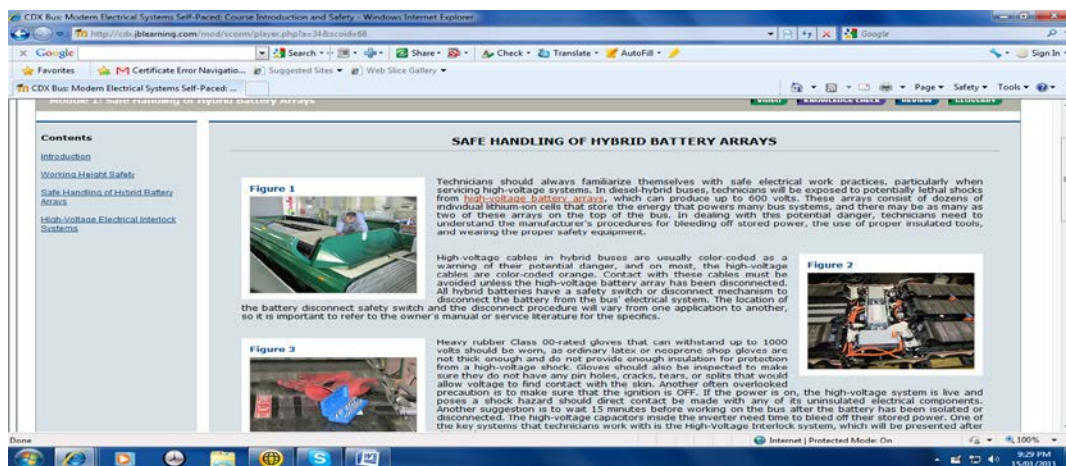 CDX Bus: Modern Electrical Systems Self-Paced: Course Introduction and Safety - Windows Internet Explorer
http://cdx.jblearning.com/mod/scorm/player.php?a=34&scoid=68
Google
x Google
Search
Share
Check
Translate
AutoFill
Sign In
Favorites
Certificate Error Navigatio...
Suggested Sites
Web Slice Gallery
CDX Bus: Modern Electrical Systems Self-Paced: ...
Page
Safety
Tools
Module 1: Safe Handling of Hybrid Battery Arrays
VIDEO
KNOWLEDGE CHECK
REVIEW
GLOSSARY
Contents
Introduction
Working Height Safety
Safe Handling of Hybrid Battery
Arrays
High-Voltage Electrical Interlock
Systems
SAFE HANDLING OF HYBRID BATTERY ARRAYS
Figure 1
Technicians should always familiarize themselves with safe electrical work practices, particularly when
servicing high-voltage systems. In diesel-hybrid buses, technicians will be exposed to potentially lethal shocks
from high-voltage battery arrays, which can produce up to 600 volts. These arrays consist of dozens of
individual lithium-ion cells that store the energy that powers many bus systems, and there may be as many as
two of these arrays on the top of the bus. In dealing with this potential danger, technicians need to
understand the manufacturer's procedures for bleeding off stored power, the use of proper insulated tools,
and wearing the proper safety equipment.
High-voltage cables in hybrid buses are usually color-coded as a
warning of their potential danger, and on most, the high-voltage
cables are color-coded orange. Contact with these cables must be
avoided unless the high-voltage battery array has been disconnected.
All hybrid batteries have a safety switch or disconnect mechanism to
disconnect the battery from the bus' electrical system. The location of
the battery disconnect safety switch and the disconnect procedure will vary from one application to another,
so it is important to refer to the owner's manual or service literature for the specifics.
Figure 2
Figure 3
Heavy rubber Class 00-rated gloves that can withstand up to 1000
volts should be worn, as ordinary latex or neoprene shop gloves are
not thick enough and do not provide enough insulation for protection
from a high-voltage shock. Gloves should also be inspected to make
sure they do not have any pin holes, cracks, tears, or splits that would
allow voltage to find contact with the skin. Another often overlooked
precaution is to make sure that the ignition is OFF. If the power is on, the high-voltage system is live and
poses a shock hazard should direct contact be made with any of its uninsulated electrical components.
Another suggestion is to wait 15 minutes before working on the bus after the battery has been isolated or
disconnected. The high-voltage capacitors inside the inverter need time to bleed off their stored power. One of
the key systems that technicians work with is the High-Voltage Interlock system, which will be presented after
Done
Internet | Protected Mode: On
100%
9:29 PM
15/01/2011